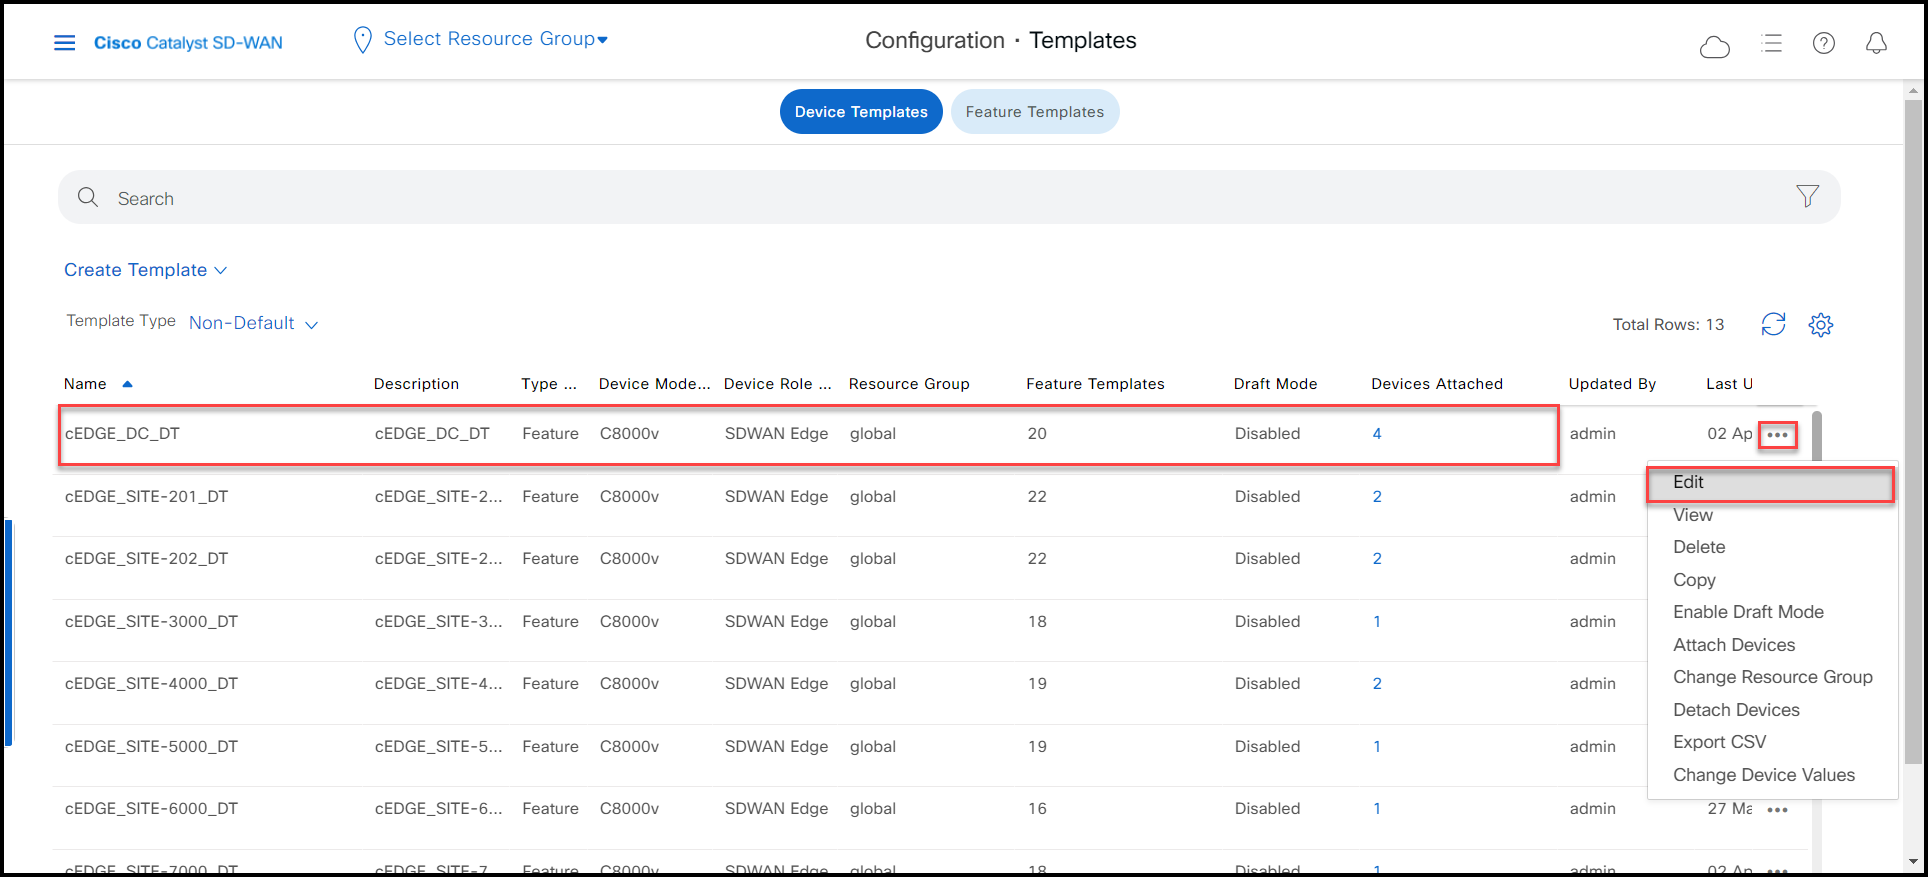 Cisco Catalyst SD-WAN Select Resource Group Configuration · Templates
Device Templates Feature Templates
Search
Create Template
Template Type Non-Default Total Rows: 13
Name Description Type ... Device Mode... Device Role ... Resource Group Feature Templates Draft Mode Devices Attached Updated By Last U
cEDGE_DC_DT cEDGE_DC_DT Feature C8000v SDWAN Edge global 20 Disabled 4 admin 02 Ap
cEDGE_SITE-201_DT cEDGE_SITE-2... Feature C8000v SDWAN Edge global 22 Disabled 2 admin
cEDGE_SITE-202_DT cEDGE_SITE-2... Feature C8000v SDWAN Edge global 22 Disabled 2 admin
cEDGE_SITE-3000_DT cEDGE_SITE-3... Feature C8000v SDWAN Edge global 18 Disabled 1 admin
cEDGE_SITE-4000_DT cEDGE_SITE-4... Feature C8000v SDWAN Edge global 19 Disabled 2 admin
cEDGE_SITE-5000_DT cEDGE_SITE-5... Feature C8000v SDWAN Edge global 19 Disabled 1 admin
cEDGE_SITE-6000_DT cEDGE_SITE-6... Feature C8000v SDWAN Edge global 16 Disabled 1 admin 27 Ma
cEDGE_SITE-7000_DT cEDGE_SITE-7 Feature C8000v SDWAN Edge global 18 Disabled 1 admin 02 Ap
Edit
View
Delete
Copy
Enable Draft Mode
Attach Devices
Change Resource Group
Detach Devices
Export CSV
Change Device Values